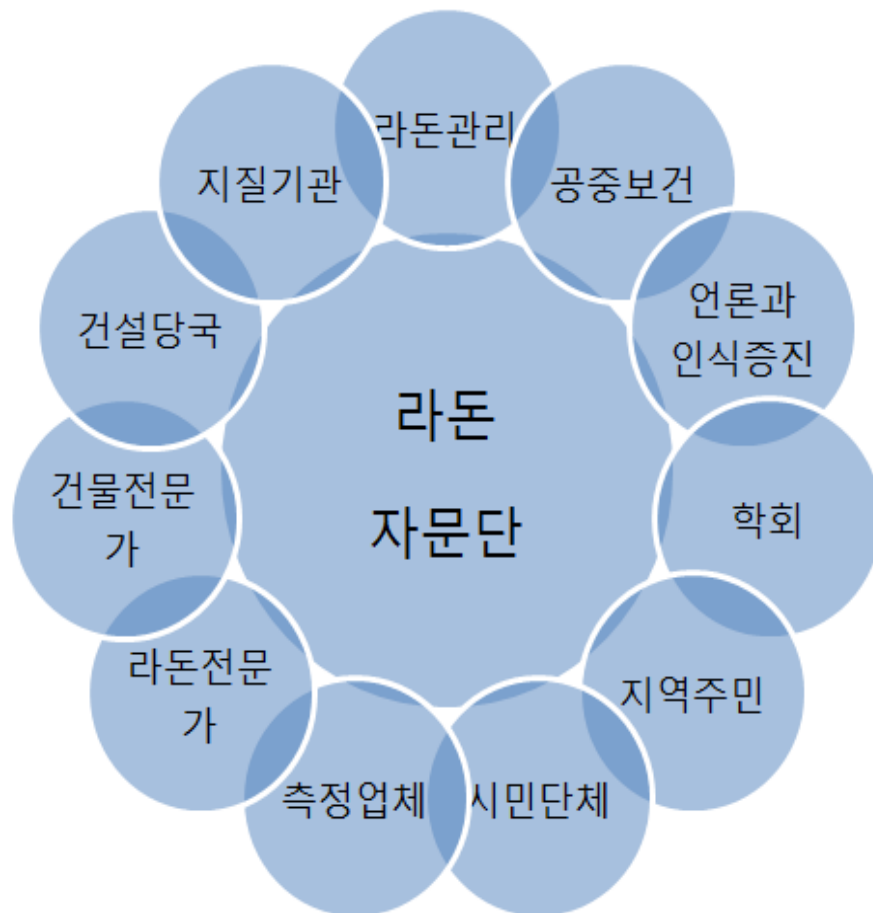 라돈관리
공중보건
언론과
인식증진
학회
지역주민
시민단체
측정업체
라돈전문
가
건물전문
가
건설당국
지질기관
라돈
자문단